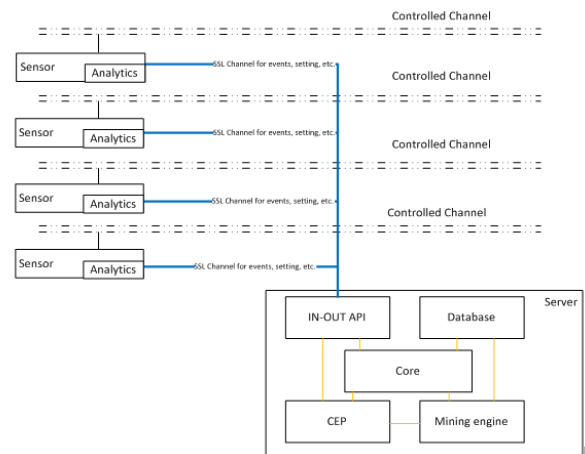 Controlled Channel
Sensor
Analytics
SSL Channel for events, setting, etc.
Controlled Channel
Sensor
Analytics
SSL Channel for events, setting, etc.
Controlled Channel
Sensor
Analytics
SSL Channel for events, setting, etc.
Controlled Channel
Sensor
Analytics
SSL Channel for events, setting, etc.
Server
IN-OUT API
Database
Core
CEP
Mining engine